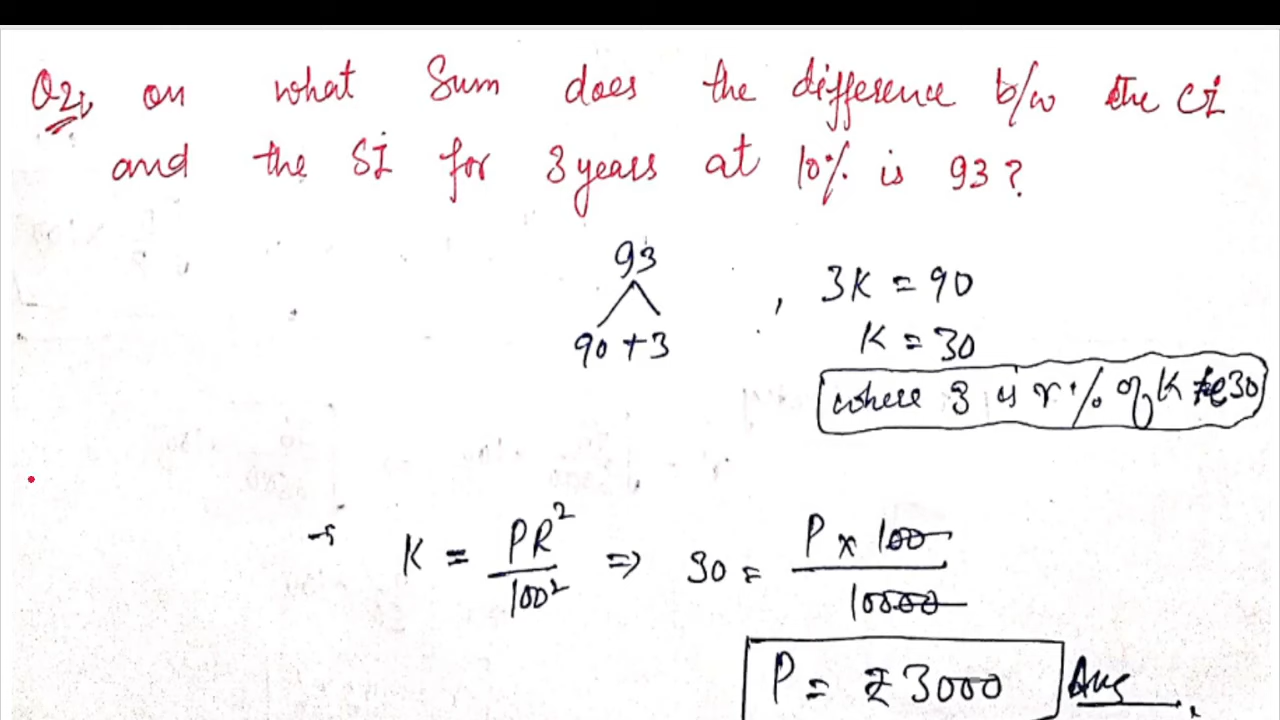 Q2, on what Sum does the difference b/w the CI
and the SI for 3 years at 10% is 93?
93
90 + 3
, 3K = 90
K = 30
where 3 is r% of K 30
→ K = PR²/100² => 30 = P x 100/10000
P = ₹3000 Ans